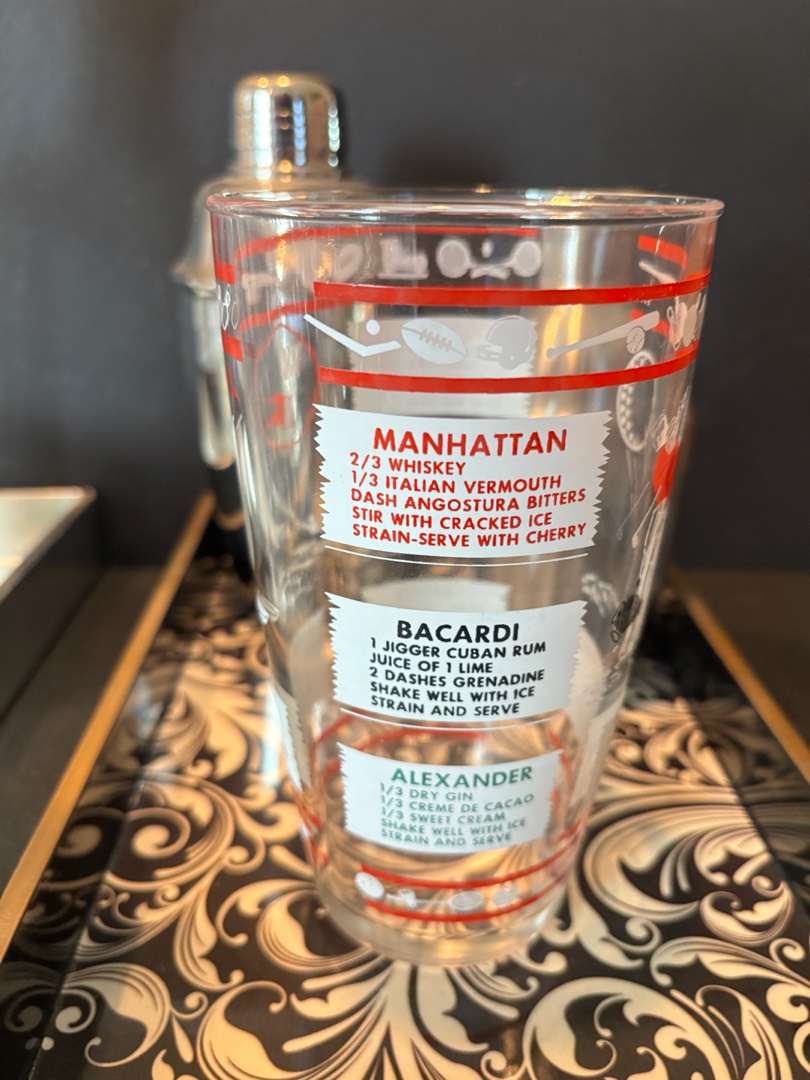 MANHATTAN
2/3 WHISKEY
1/3 ITALIAN VERMOUTH
DASH ANGOSTURA BITTERS
STIR WITH CRACKED ICE
STRAIN-SERVE WITH CHERRY
BACARDI
1 JIGGER CUBAN RUM
JUICE OF 1 LIME
2 DASHES GRENADINE
SHAKE WELL WITH ICE
STRAIN AND SERVE
ALEXANDER
1/3 DRY GIN
1/3 CREME DE CACAO
1/3 SWEET CREAM
SHAKE WELL WITH ICE
STRAIN AND SERVE